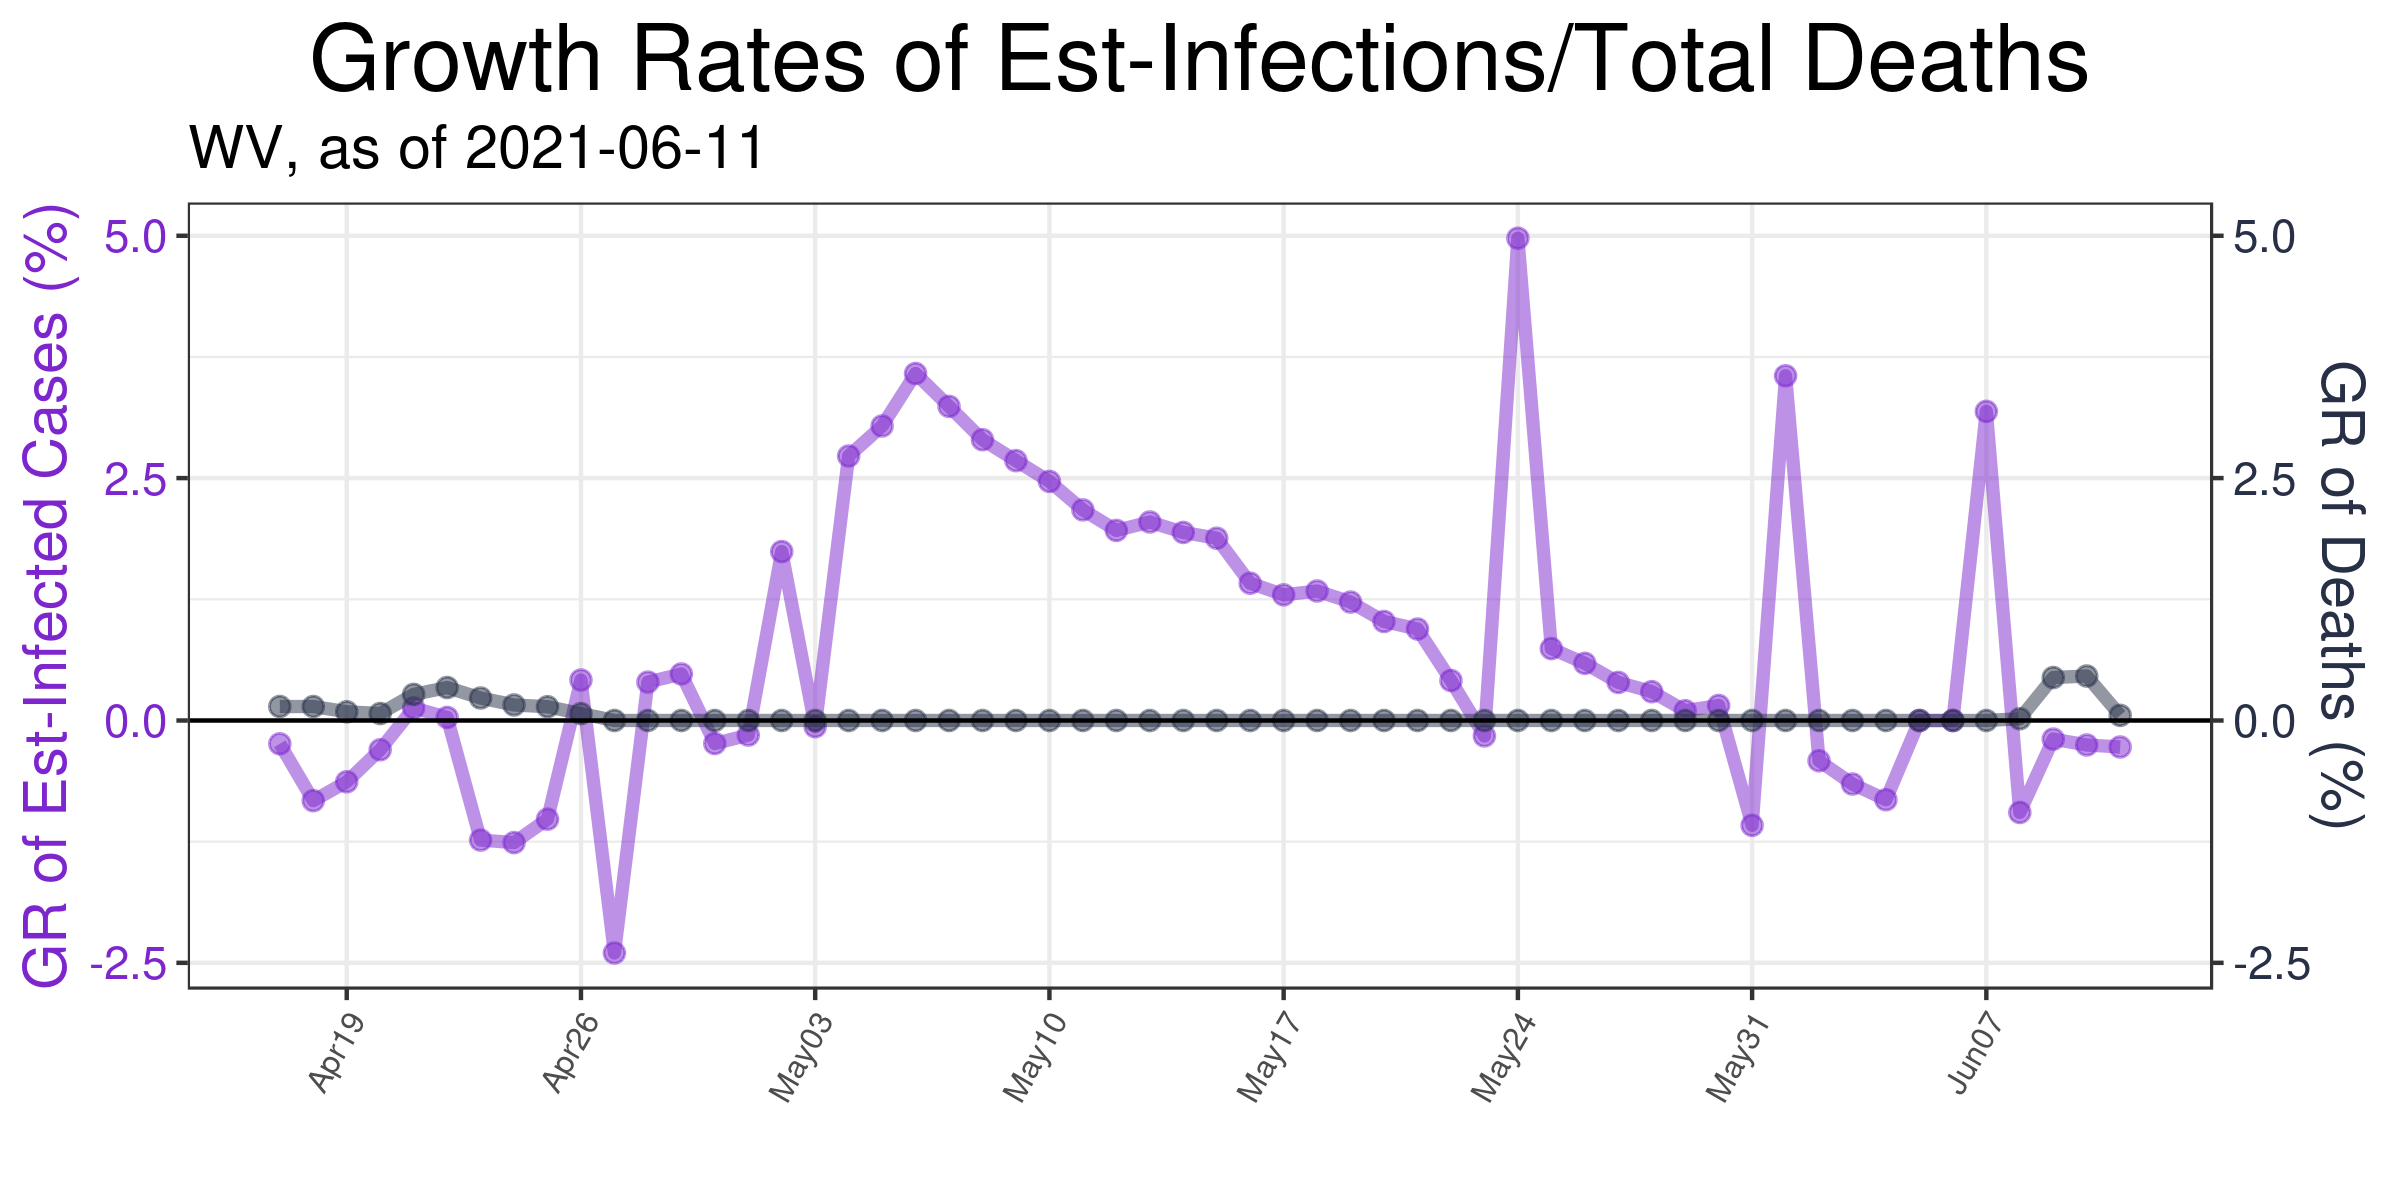 Growth Rates of Est-Infections/Total Deaths
WV, as of 2021-06-11
GR of Est-Infected Cases (%)
5.0
2.5
0.0
-2.5
5.0
2.5
0.0
-2.5
GR of Deaths (%)
Apr19
Apr26
May03
May10
May17
May24
May31
Jun07